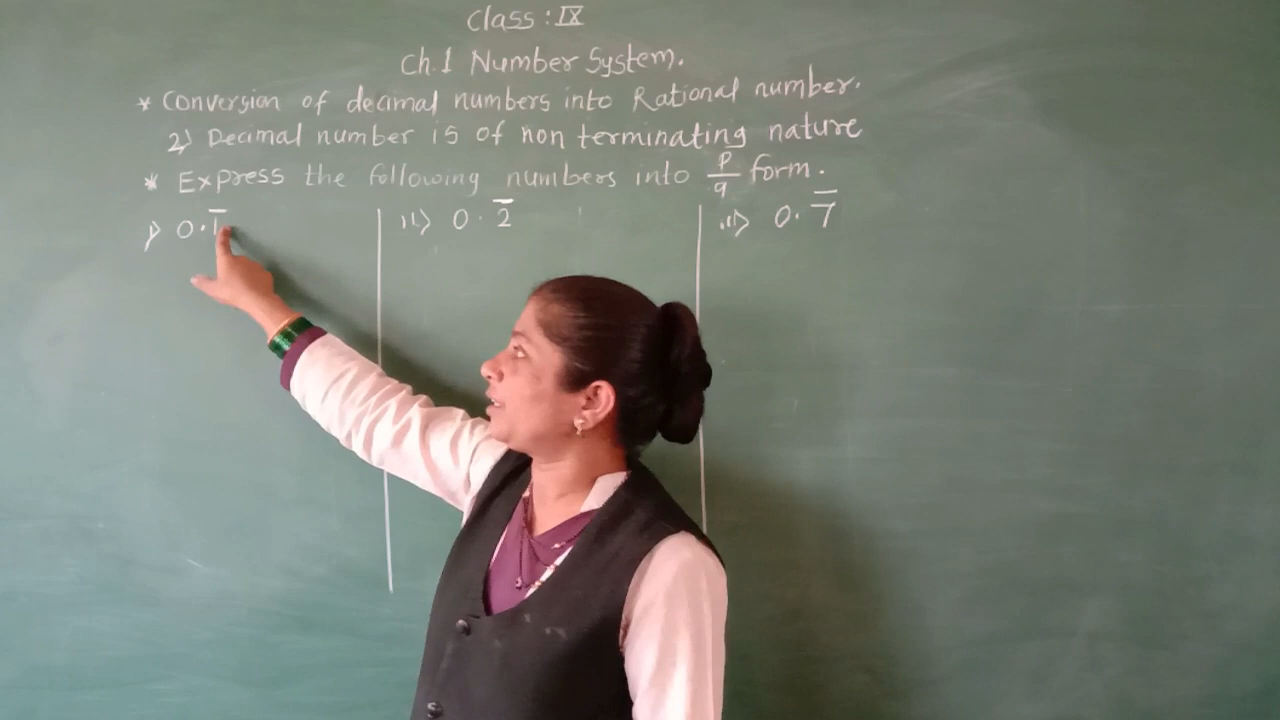 Class : IX
Ch.1 Number System.
* Conversion of decimal numbers into Rational number.
2) Decimal number is of non terminating nature
* Express the following numbers into p/q form.
i) 0.1̅ ii) 0.2̅ iii) 0.7̅